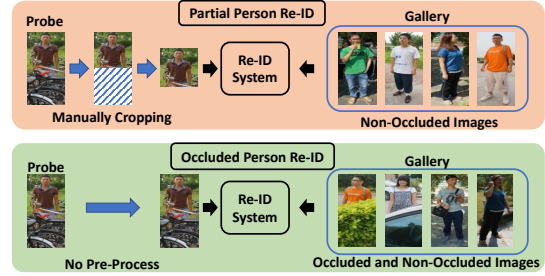 Partial Person Re-ID
Probe
Gallery
Re-ID
System
Manually Cropping
Non-Occluded Images
Occluded Person Re-ID
Probe
Gallery
Re-ID
System
No Pre-Process
Occluded and Non-Occluded Images